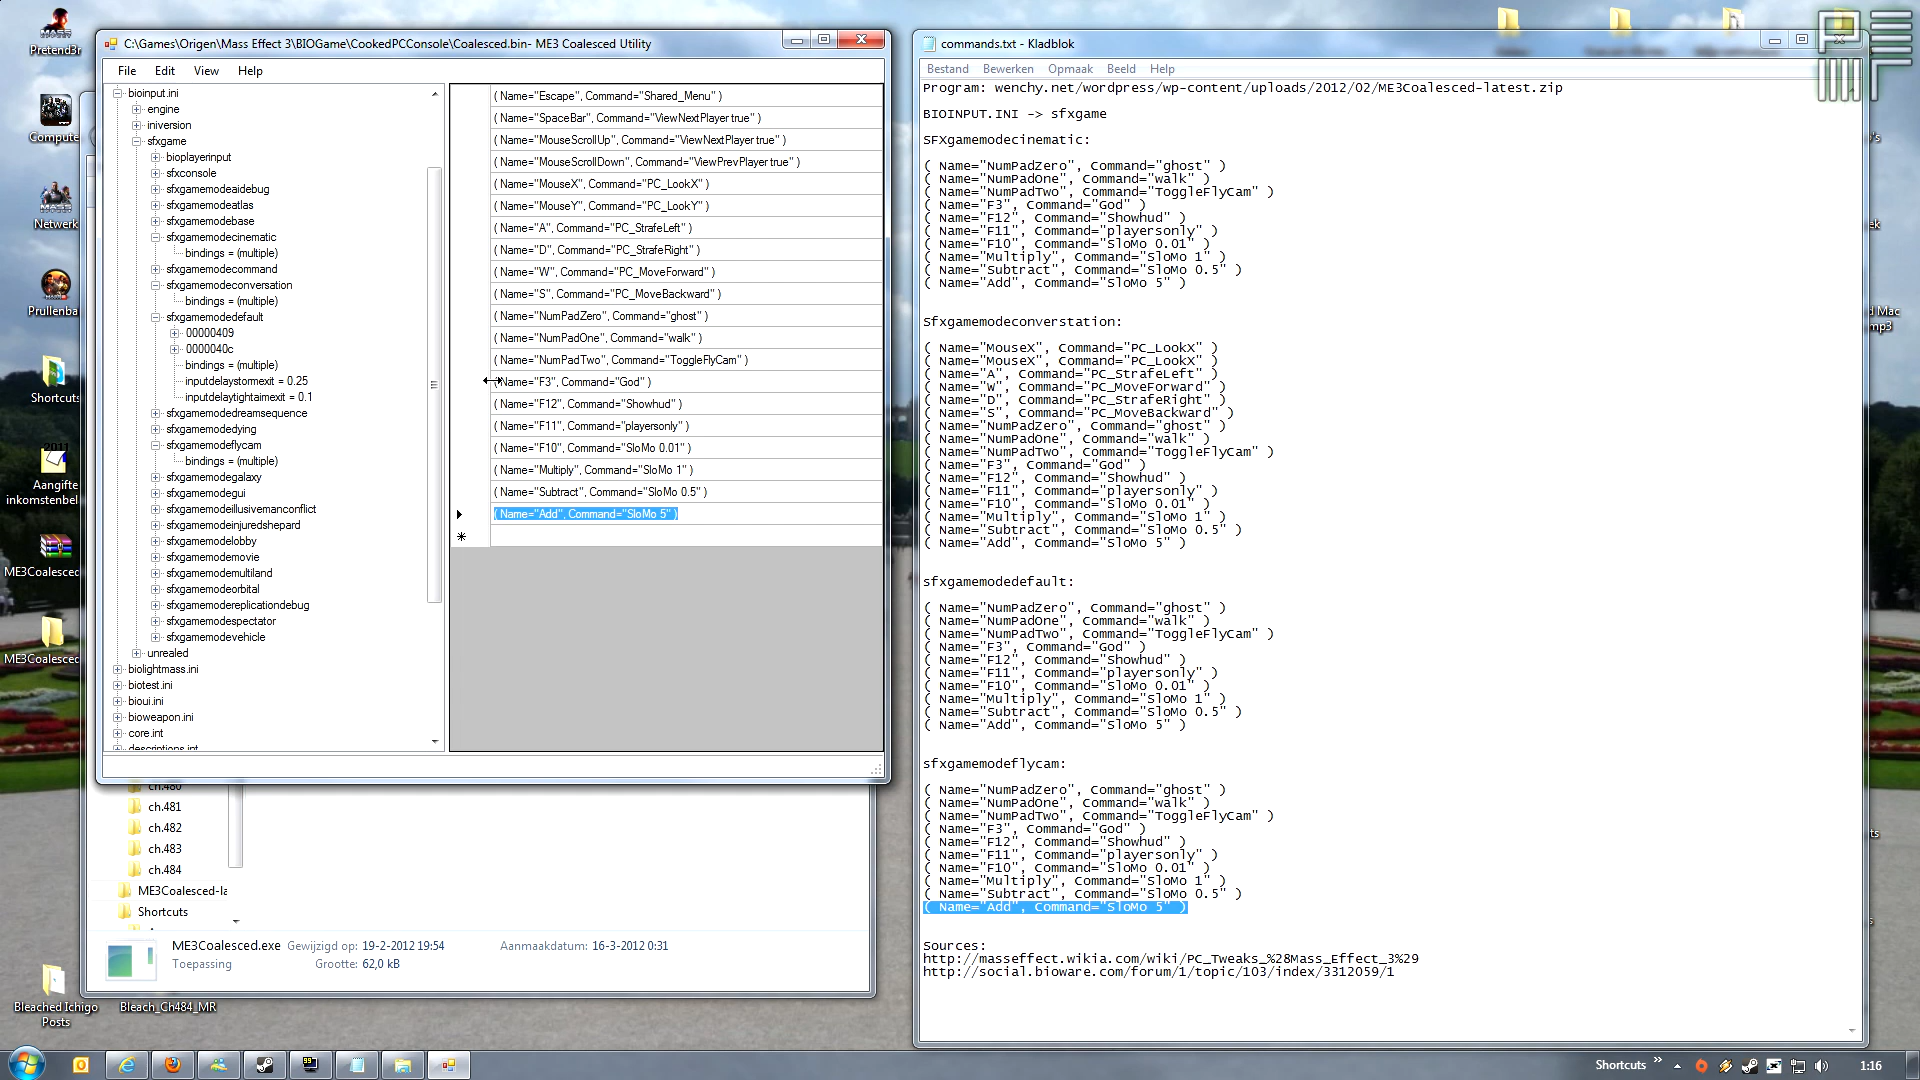 Pretend3r
Compute
Netwerk
Prullenba
Shortcuts
2011
Aangifte
inkomstenbel
ME3Coalesced
ME3Coalesced
Bleached Ichigo
Posts
Bleach_Ch484_MR
C:\Games\Origen\Mass Effect 3\BIOGame\CookedPCConsole\Coalesced.bin- ME3 Coalesced Utility
File Edit View Help
bioinput.ini
engine
iniversion
sfxgame
bioplayerinput
sfxconsole
sfxgamemodeaidebug
sfxgamemodeatlas
sfxgamemodebase
sfxgamemodecinematic
bindings = (multiple)
sfxgamemodecommand
sfxgamemodeconversation
bindings = (multiple)
sfxgamemodedefault
00000409
0000040c
bindings = (multiple)
inputdelaystormexit = 0.25
inputdelaytightaimexit = 0.1
sfxgamemodedreamsequence
sfxgamemodedying
sfxgamemodeflycam
bindings = (multiple)
sfxgamemodegalaxy
sfxgamemodegui
sfxgamemodeillusivemanconflict
sfxgamemodeinjuredshepard
sfxgamemodelobby
sfxgamemodemovie
sfxgamemodemultiland
sfxgamemodeorbital
sfxgamemodereplicationdebug
sfxgamemodespectator
sfxgamemodevehicle
unrealed
biolightmass.ini
biotest.ini
bioui.ini
bioweapon.ini
core.int
descriptions.int
( Name="Escape", Command="Shared_Menu" )
( Name="SpaceBar", Command="ViewNextPlayer true" )
( Name="MouseScrollUp", Command="ViewNextPlayer true" )
( Name="MouseScrollDown", Command="ViewPrevPlayer true" )
( Name="MouseX", Command="PC_LookX" )
( Name="MouseY", Command="PC_LookY" )
( Name="A", Command="PC_StrafeLeft" )
( Name="D", Command="PC_StrafeRight" )
( Name="W", Command="PC_MoveForward" )
( Name="S", Command="PC_MoveBackward" )
( Name="NumPadZero", Command="ghost" )
( Name="NumPadOne", Command="walk" )
( Name="NumPadTwo", Command="ToggleFlyCam" )
( Name="F3", Command="God" )
( Name="F12", Command="Showhud" )
( Name="F11", Command="playersonly" )
( Name="F10", Command="SloMo 0.01" )
( Name="Multiply", Command="SloMo 1" )
( Name="Subtract", Command="SloMo 0.5" )
( Name="Add", Command="SloMo 5" )
ch.480
ch.481
ch.482
ch.483
ch.484
ME3Coalesced-la
Shortcuts
ME3Coalesced.exe Gewijzigd op: 19-2-2012 19:54 Aanmaakdatum: 16-3-2012 0:31
Toepassing Grootte: 62,0 kB
commands.txt - Kladblok
Bestand Bewerken Opmaak Beeld Help
Program: wenchy.net/wordpress/wp-content/uploads/2012/02/ME3Coalesced-latest.zip
BIOINPUT.INI -> sfxgame
SFXgamemodecinematic:
( Name="NumPadZero", Command="ghost" )
( Name="NumPadOne", Command="walk" )
( Name="NumPadTwo", Command="ToggleFlyCam" )
( Name="F3", Command="God" )
( Name="F12", Command="Showhud" )
( Name="F11", Command="playersonly" )
( Name="F10", Command="SloMo 0.01" )
( Name="Multiply", Command="SloMo 1" )
( Name="Subtract", Command="SloMo 0.5" )
( Name="Add", Command="SloMo 5" )
Sfxgamemodeconverstation:
( Name="MouseX", Command="PC_LookX" )
( Name="MouseX", Command="PC_LookX" )
( Name="A", Command="PC_StrafeLeft" )
( Name="W", Command="PC_MoveForward" )
( Name="D", Command="PC_StrafeRight" )
( Name="S", Command="PC_MoveBackward" )
( Name="NumPadZero", Command="ghost" )
( Name="NumPadOne", Command="walk" )
( Name="NumPadTwo", Command="ToggleFlyCam" )
( Name="F3", Command="God" )
( Name="F12", Command="Showhud" )
( Name="F11", Command="playersonly" )
( Name="F10", Command="SloMo 0.01" )
( Name="Multiply", Command="SloMo 1" )
( Name="Subtract", Command="SloMo 0.5" )
( Name="Add", Command="SloMo 5" )
sfxgamemodedefault:
( Name="NumPadZero", Command="ghost" )
( Name="NumPadOne", Command="walk" )
( Name="NumPadTwo", Command="ToggleFlyCam" )
( Name="F3", Command="God" )
( Name="F12", Command="Showhud" )
( Name="F11", Command="playersonly" )
( Name="F10", Command="SloMo 0.01" )
( Name="Multiply", Command="SloMo 1" )
( Name="Subtract", Command="SloMo 0.5" )
( Name="Add", Command="SloMo 5" )
sfxgamemodeflycam:
( Name="NumPadZero", Command="ghost" )
( Name="NumPadOne", Command="walk" )
( Name="NumPadTwo", Command="ToggleFlyCam" )
( Name="F3", Command="God" )
( Name="F12", Command="Showhud" )
( Name="F11", Command="playersonly" )
( Name="F10", Command="SloMo 0.01" )
( Name="Multiply", Command="SloMo 1" )
( Name="Subtract", Command="SloMo 0.5" )
( Name="Add", Command="SloMo 5" )
Sources:
http://masseffect.wikia.com/wiki/PC_Tweaks_%28Mass_Effect_3%29
http://social.bioware.com/forum/1/topic/103/index/3312059/1
d Mac
mp3
Shortcuts 1:16